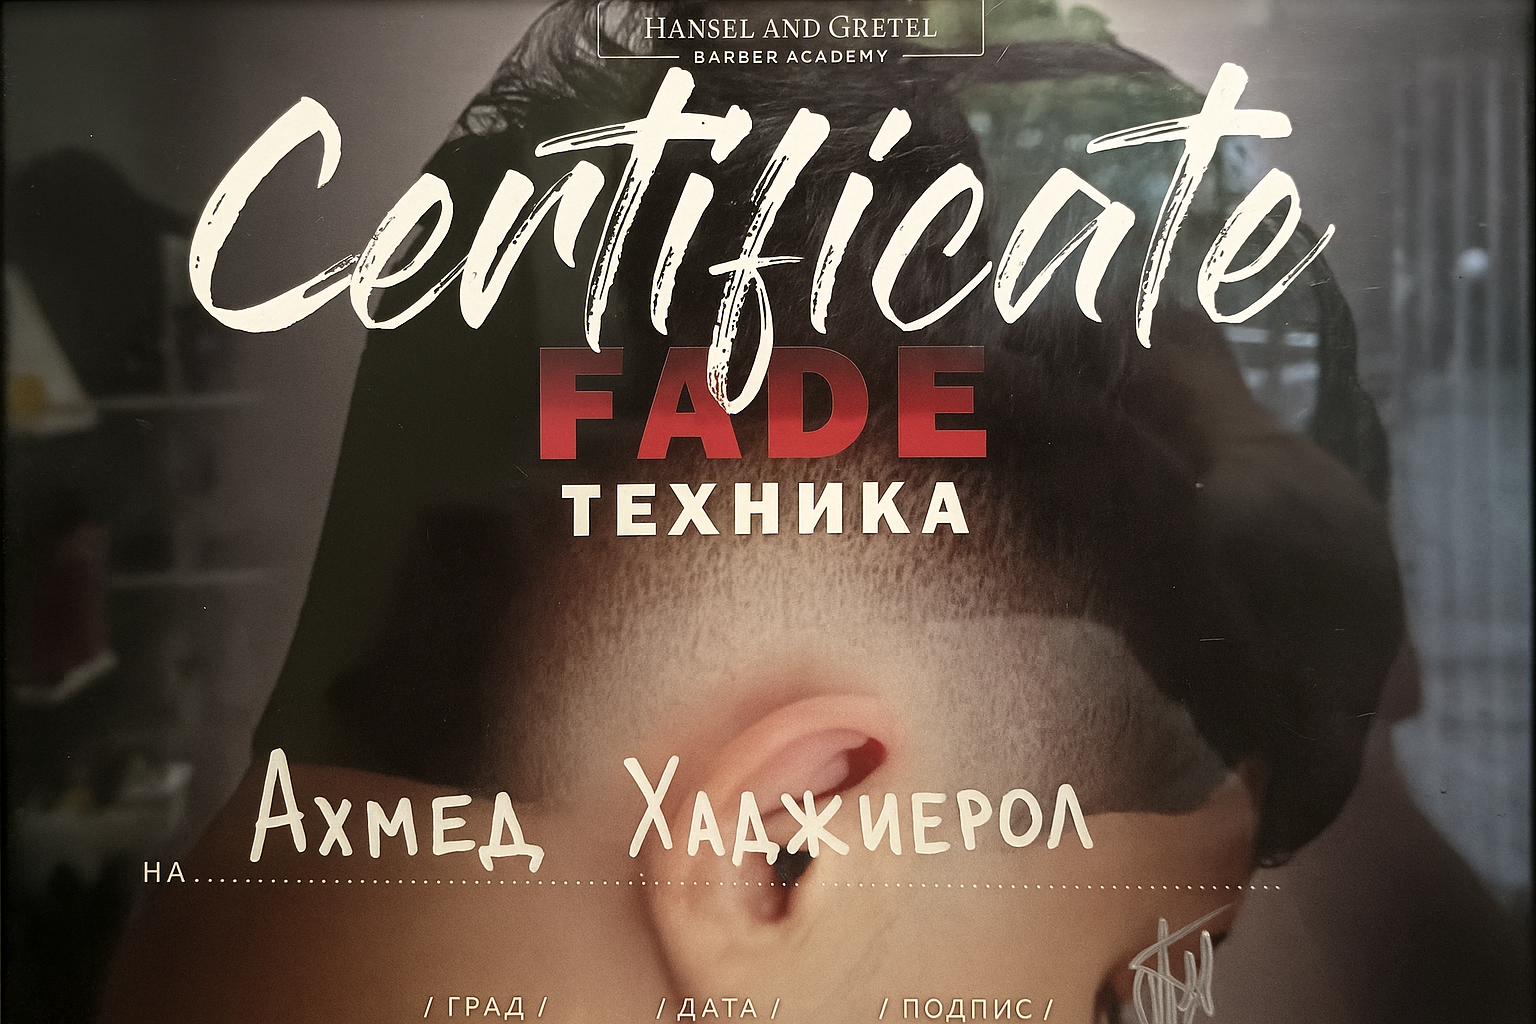 HANSEL AND GRETEL
BARBER ACADEMY
Certificate
FADE
ТЕХНИКА
НА Ахмед Хаджиерол
/ ГРАД / / ДАТА / / ПОДПИС /